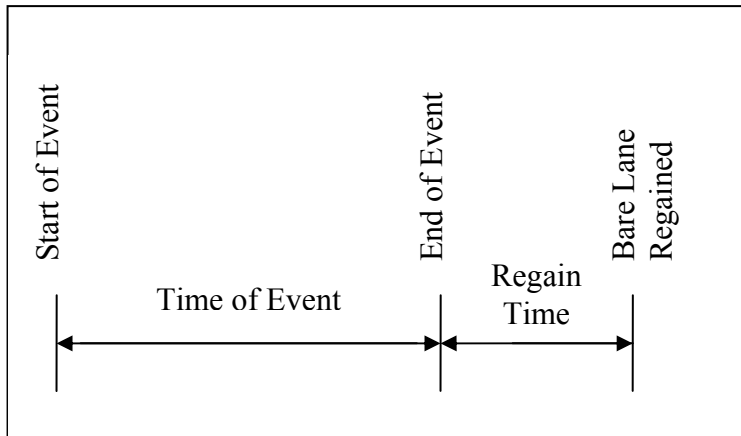 Start of Event
End of Event
Bare Lane
Regained
Time of Event
Regain
Time